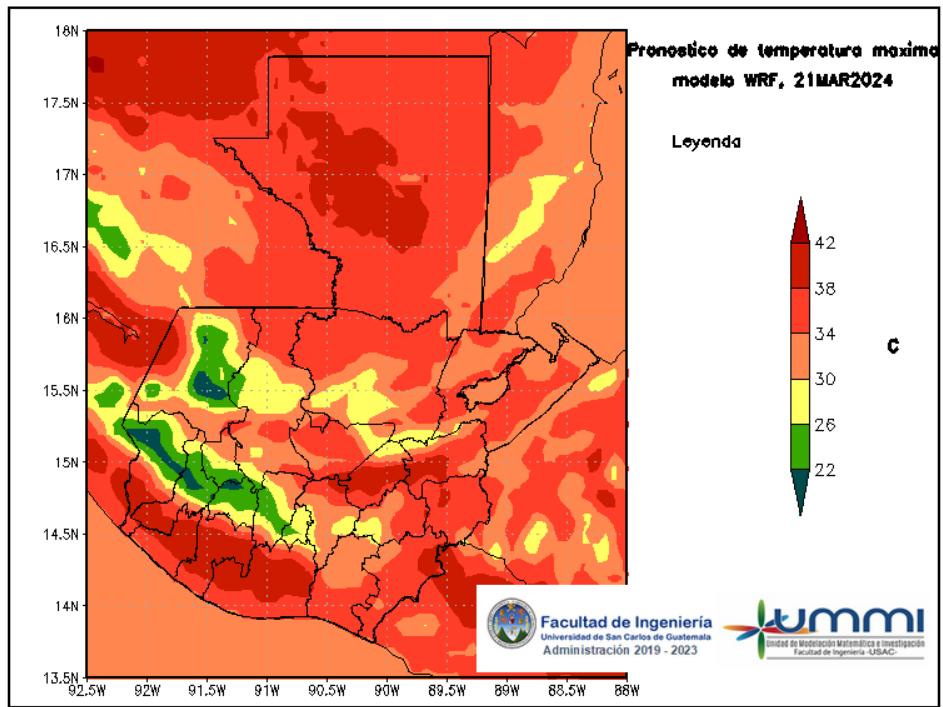 Pronostico de temperatura maxima
modelo WRF, 21MAR2024
Leyenda
18N
17.5N
17N
16.5N
16N
15.5N
15N
14.5N
14N
13.5N
92.5W 92W 91.5W 91W 90.5W 90W 89.5W 89W 88.5W 88W
42
38
34
30
26
22
C
Facultad de Ingeniería
Universidad de San Carlos de Guatemala
Administración 2019 - 2023
UMMI
Unidad de Modelación Matemática e Investigación
Facultad de Ingeniería -USAC-